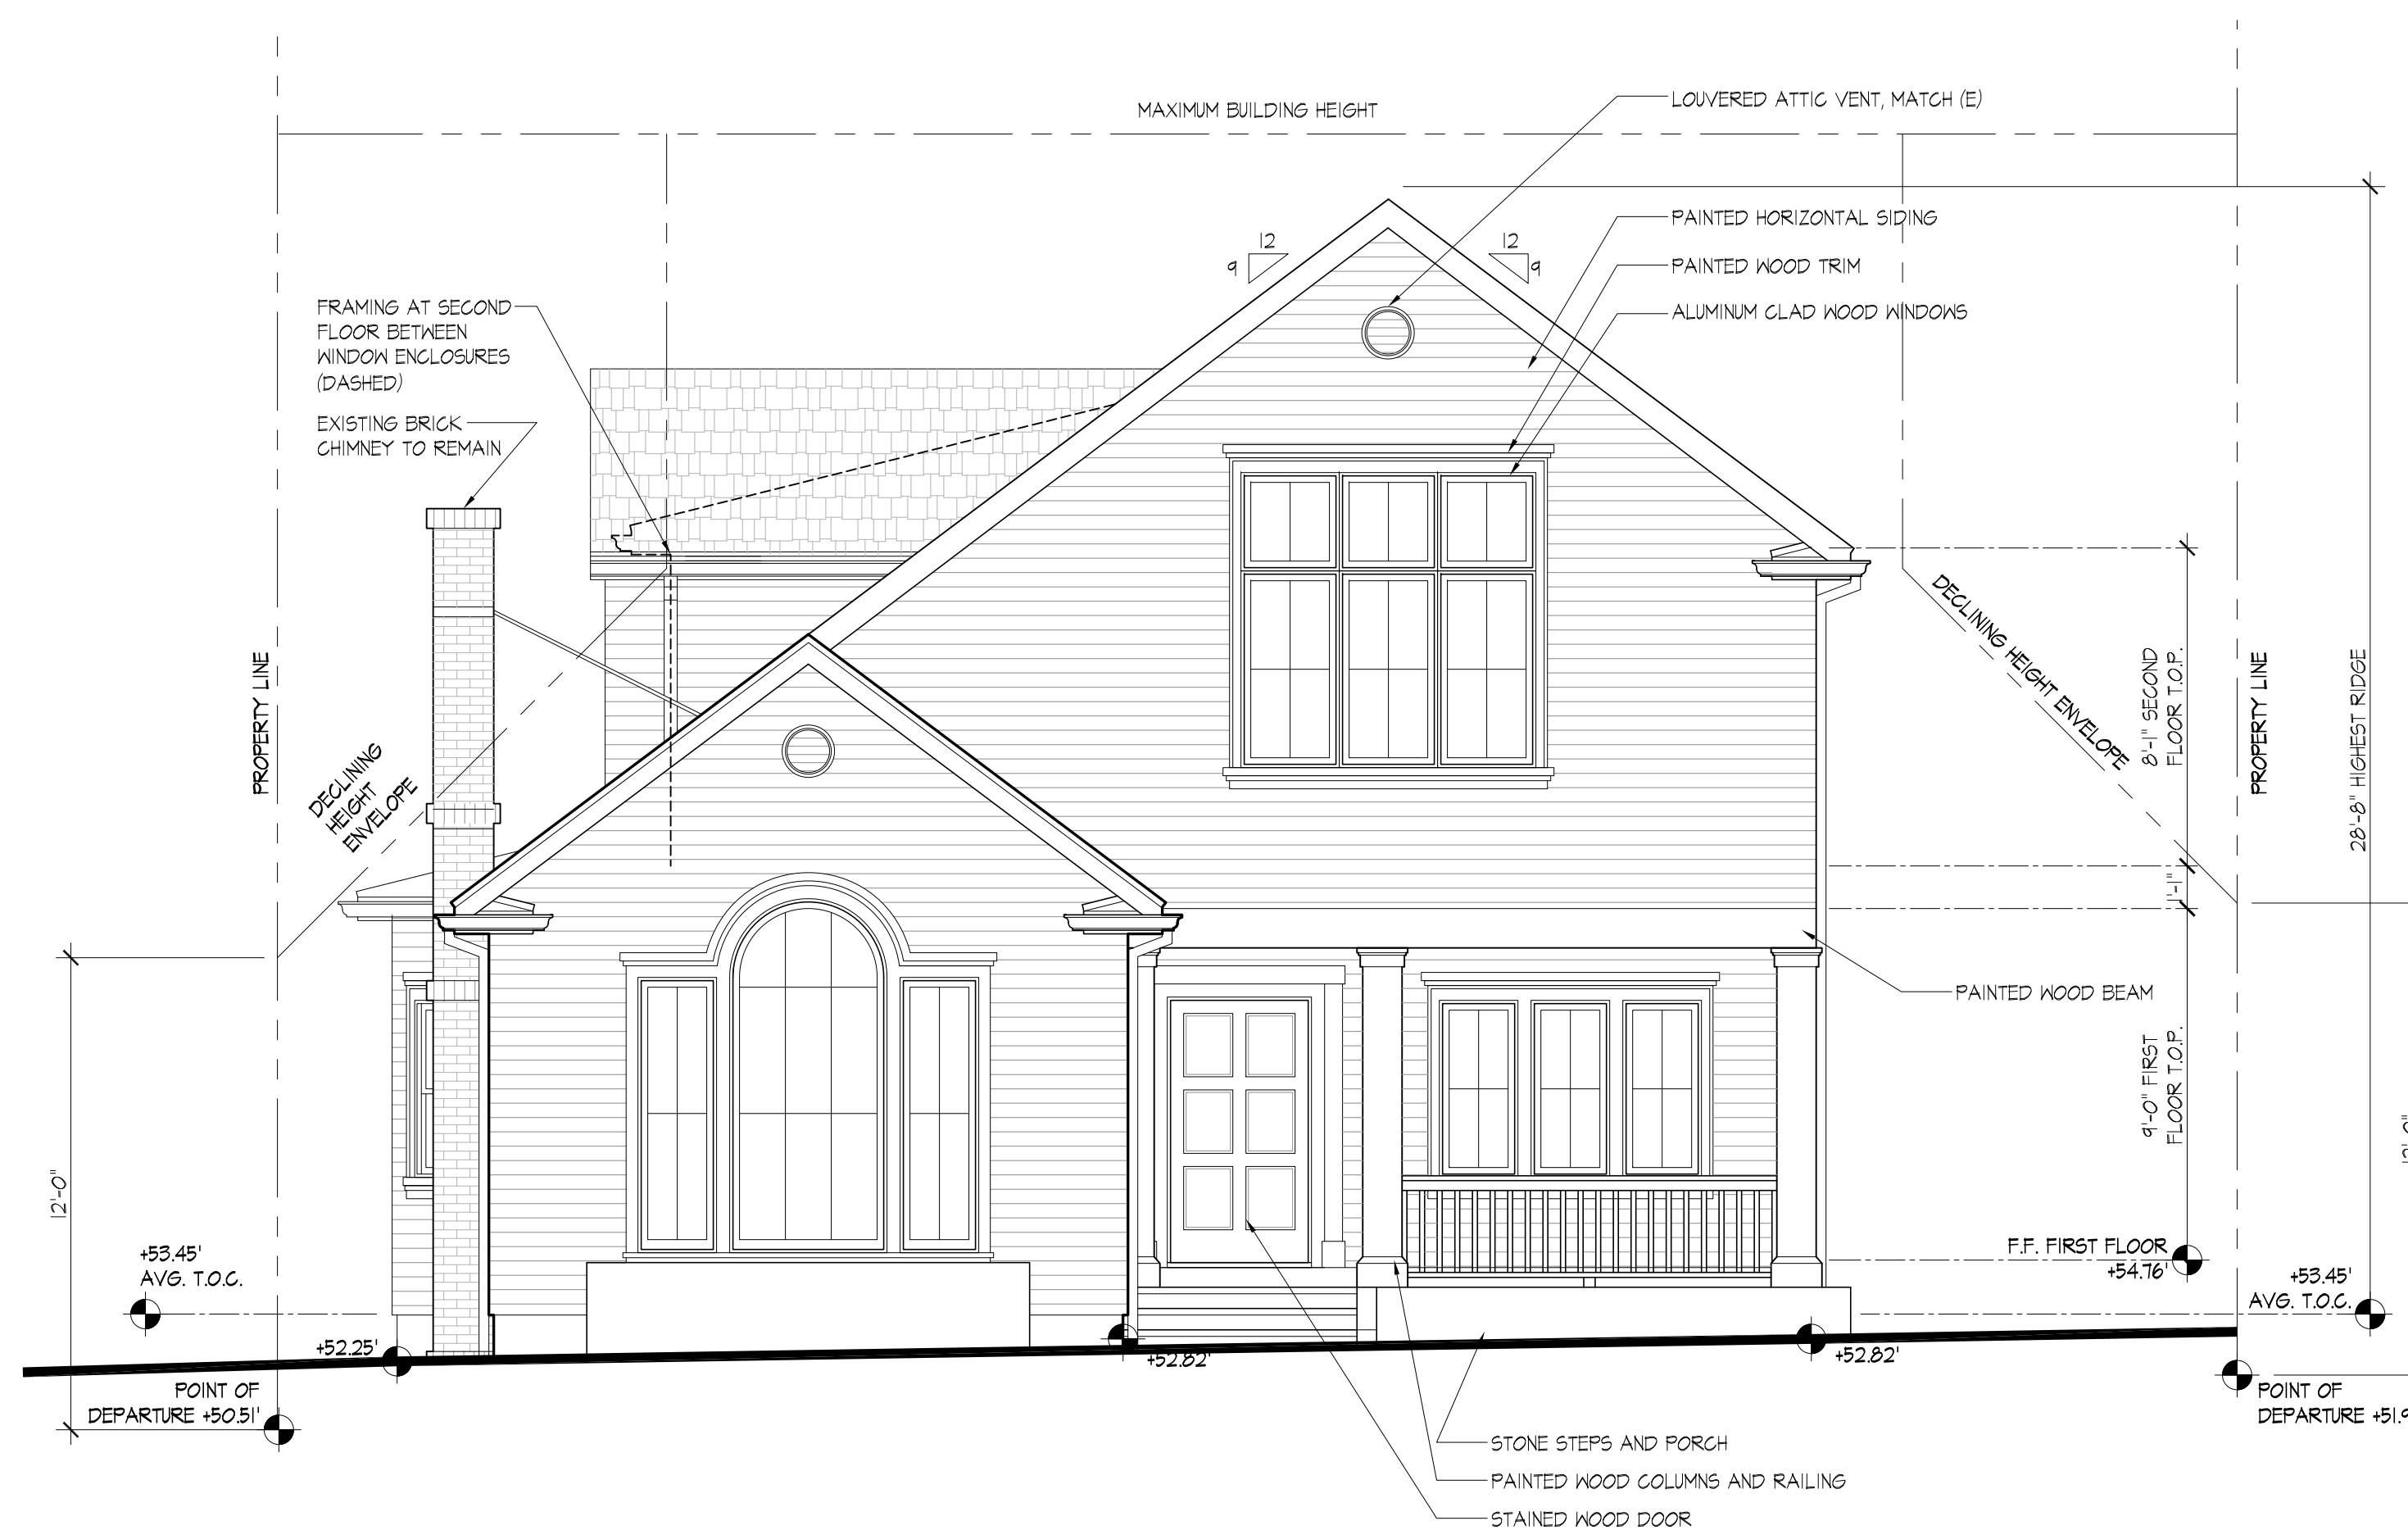 MAXIMUM BUILDING HEIGHT
LOUVERED ATTIC VENT, MATCH (E)
PAINTED HORIZONTAL SIDING
PAINTED WOOD TRIM
ALUMINUM CLAD WOOD WINDOWS
12
9
12
9
FRAMING AT SECOND
FLOOR BETWEEN
WINDOW ENCLOSURES
(DASHED)
EXISTING BRICK
CHIMNEY TO REMAIN
PROPERTY LINE
DECLINING
HEIGHT
ENVELOPE
DECLINING HEIGHT ENVELOPE
8'-1" SECOND
FLOOR T.O.P.
PROPERTY LINE
28'-8" HIGHEST RIDGE
1'-1"
PAINTED WOOD BEAM
9'-0" FIRST
FLOOR T.O.P.
12'-0"
+53.45'
AVG. T.O.C.
F.F. FIRST FLOOR
+54.76'
+53.45'
AVG. T.O.C.
+52.25'
+52.82'
+52.82'
POINT OF
DEPARTURE +50.51'
POINT OF
DEPARTURE +51.9
STONE STEPS AND PORCH
PAINTED WOOD COLUMNS AND RAILING
STAINED WOOD DOOR